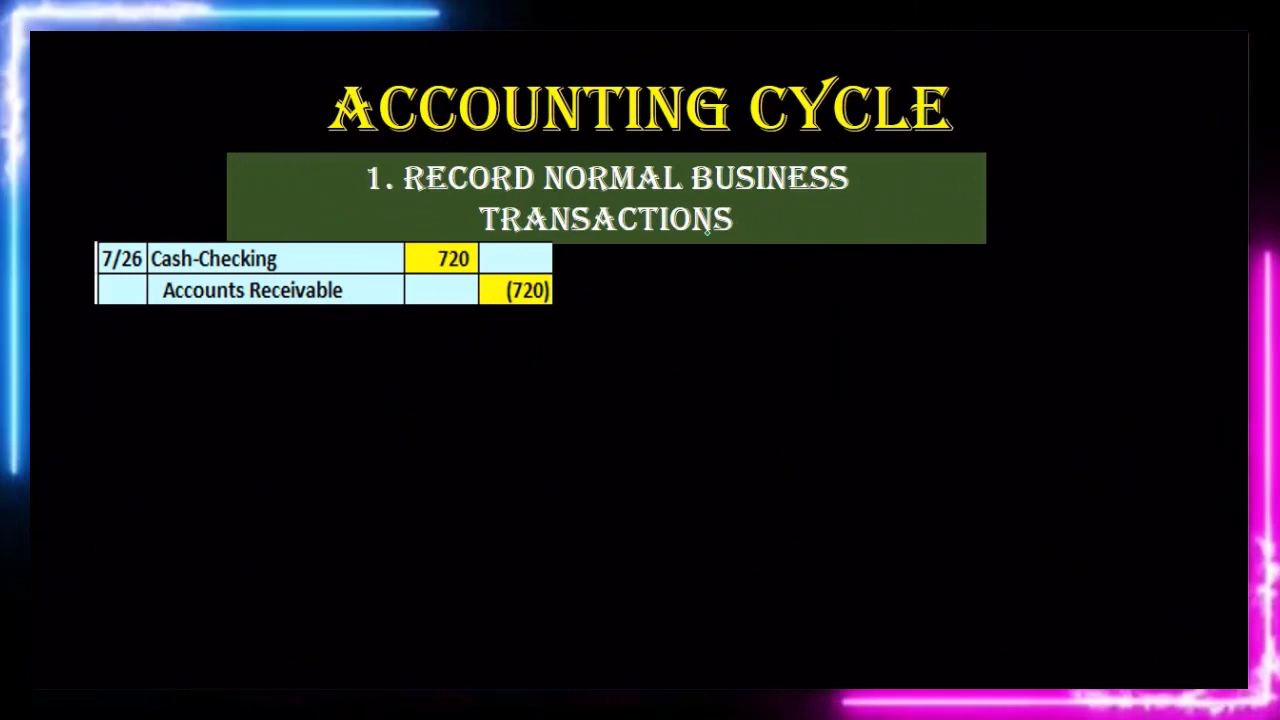 ACCOUNTING CYCLE
1. RECORD NORMAL BUSINESS
TRANSACTIONS
7/26 Cash-Checking 720
Accounts Receivable (720)